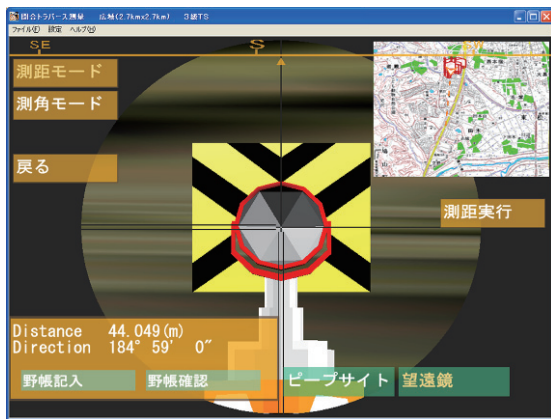 閉合トラバース測量 広域(2.7kmx2.7km) 3級TS
ファイル(F) 設定 ヘルプ(H)
SE S SW
測距モード
測角モード
戻る
測距実行
Distance 44.049(m)
Direction 184° 59′ 0″
野帳記入 野帳確認 ピープサイト 望遠鏡